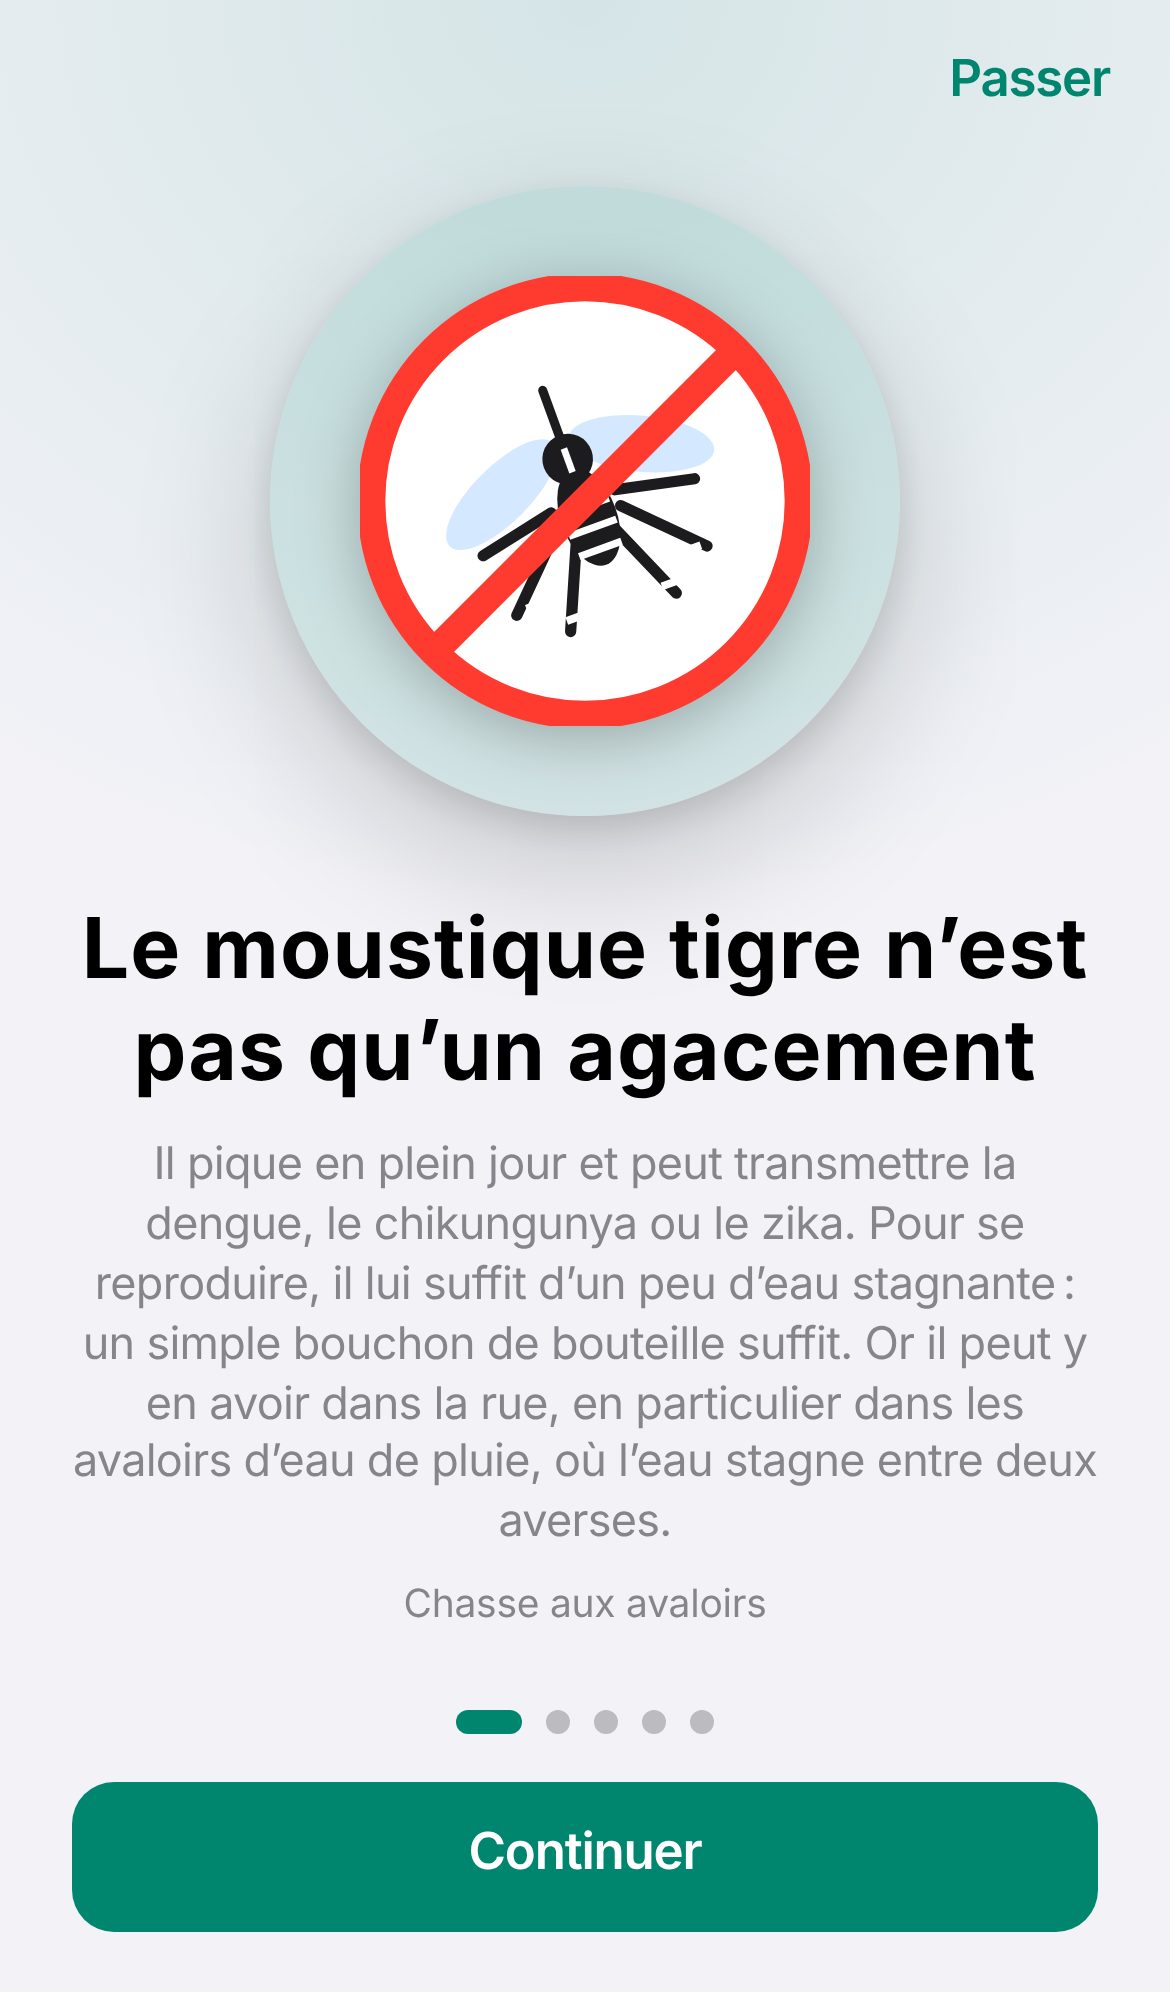 Passer
Le moustique tigre n’est
pas qu’un agacement
Il pique en plein jour et peut transmettre la
dengue, le chikungunya ou le zika. Pour se
reproduire, il lui suffit d’un peu d’eau stagnante :
un simple bouchon de bouteille suffit. Or il peut y
en avoir dans la rue, en particulier dans les
avaloirs d’eau de pluie, où l’eau stagne entre deux
averses.
Chasse aux avaloirs
Continuer